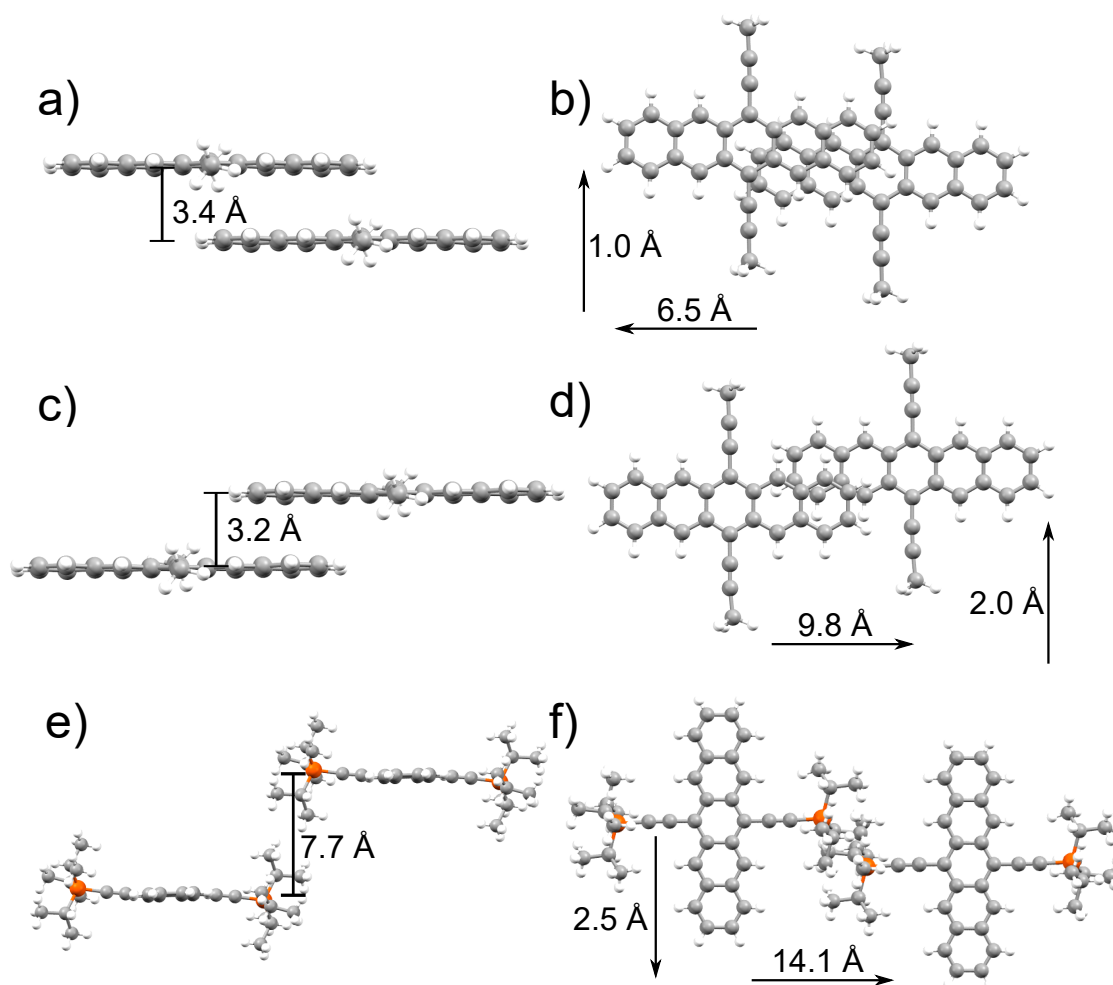 a)
3.4 Å
b)
1.0 Å
6.5 Å
c)
3.2 Å
d)
9.8 Å
2.0 Å
e)
7.7 Å
f)
2.5 Å
14.1 Å